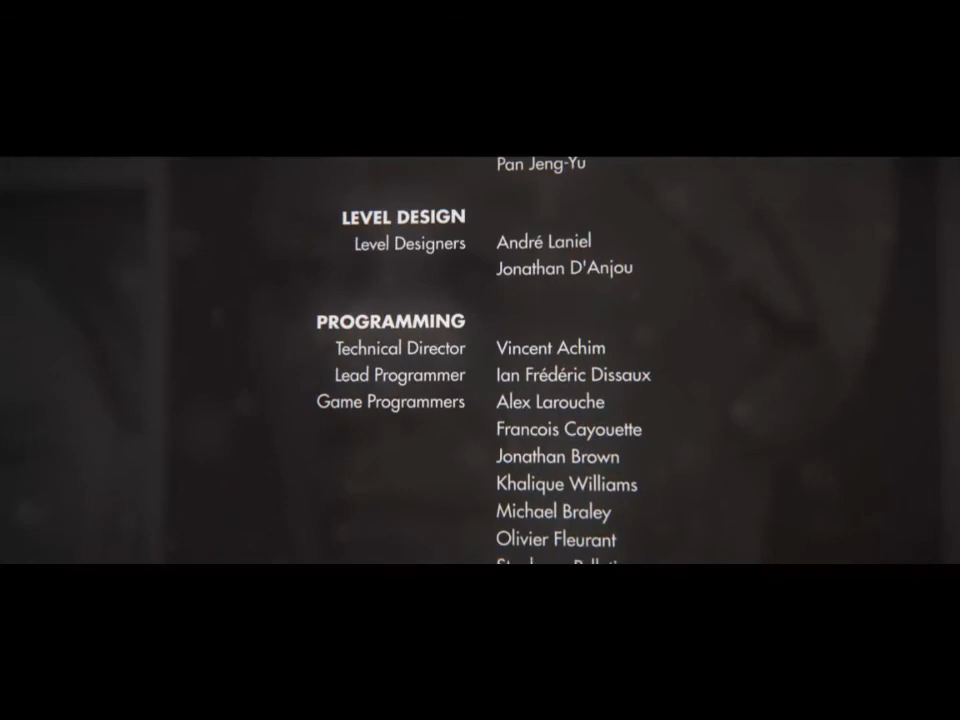 Pan Jeng-Yu
LEVEL DESIGN
Level Designers André Laniel
Jonathan D'Anjou
PROGRAMMING
Technical Director Vincent Achim
Lead Programmer Ian Frédéric Dissaux
Game Programmers Alex Larouche
Francois Cayouette
Jonathan Brown
Khalique Williams
Michael Braley
Olivier Fleurant